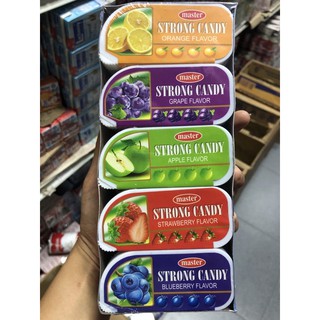 master
STRONG CANDY
ORANGE FLAVOR
master
STRONG CANDY
GRAPE FLAVOR
master
STRONG CANDY
APPLE FLAVOR
master
STRONG CANDY
STRAWBERRY FLAVOR
master
STRONG CANDY
BLUEBERRY FLAVOR